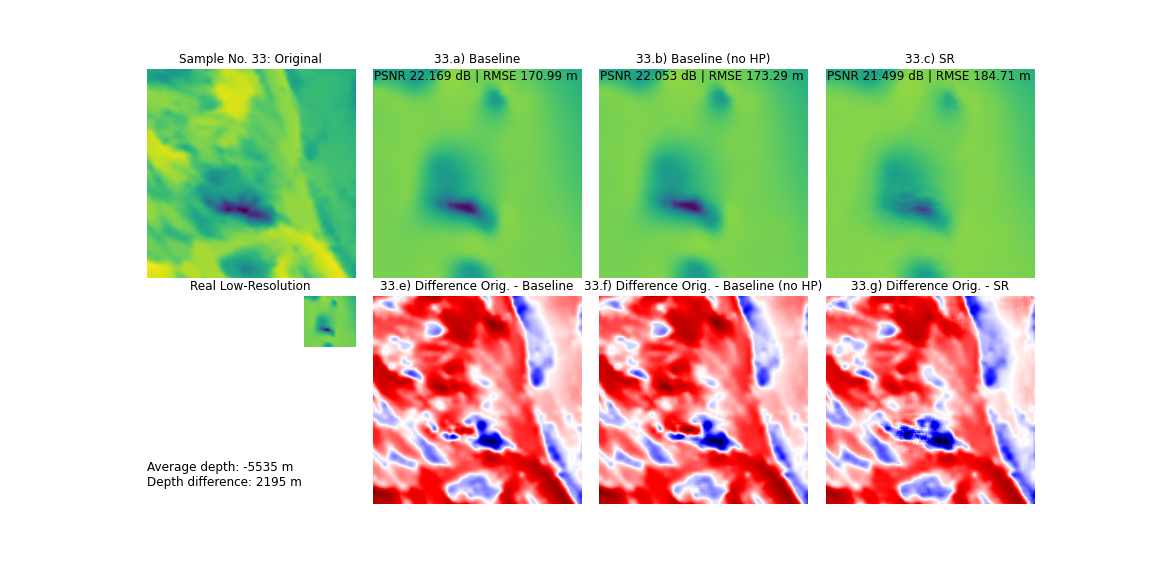 Sample No. 33: Original
33.a) Baseline
33.b) Baseline (no HP)
33.c) SR
PSNR 22.169 dB | RMSE 170.99 m
PSNR 22.053 dB | RMSE 173.29 m
PSNR 21.499 dB | RMSE 184.71 m
Real Low-Resolution
33.e) Difference Orig. - Baseline
33.f) Difference Orig. - Baseline (no HP)
33.g) Difference Orig. - SR
Average depth: -5535 m
Depth difference: 2195 m